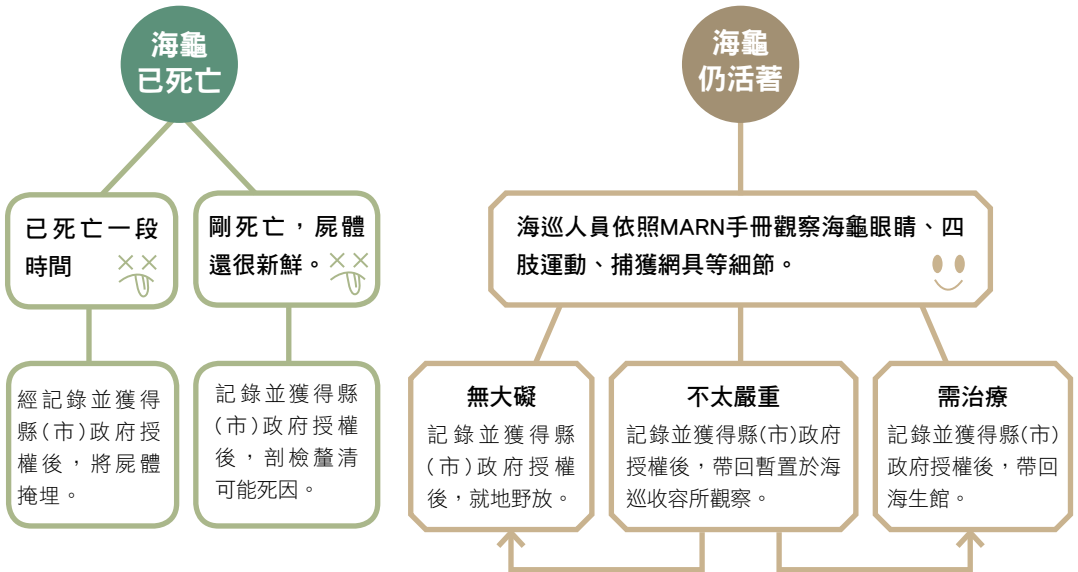 海龜
已死亡
已死亡一段
時間
剛死亡，屍體
還很新鮮。
經記錄並獲得
縣(市)政府授
權後，將屍體
掩埋。
記錄並獲得縣
(市)政府授權
後，剖檢釐清
可能死因。
海龜
仍活著
海巡人員依照MARN手冊觀察海龜眼睛、四
肢運動、捕獲網具等細節。
無大礙
記錄並獲得縣
(市)政府授權
後，就地野放。
不太嚴重
記錄並獲得縣(市)政府
授權後，帶回暫置於海
巡收容所觀察。
需治療
記錄並獲得縣(市)
政府授權後，帶回
海生館。